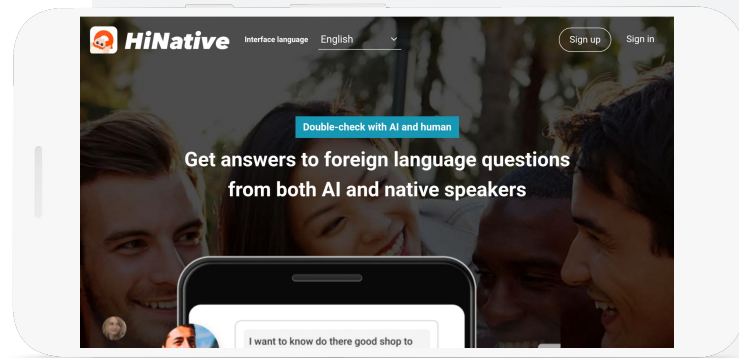 HiNative
Interface language
English
Sign up
Sign in
Double-check with AI and human
Get answers to foreign language questions
from both AI and native speakers
I want to know do there good shop to